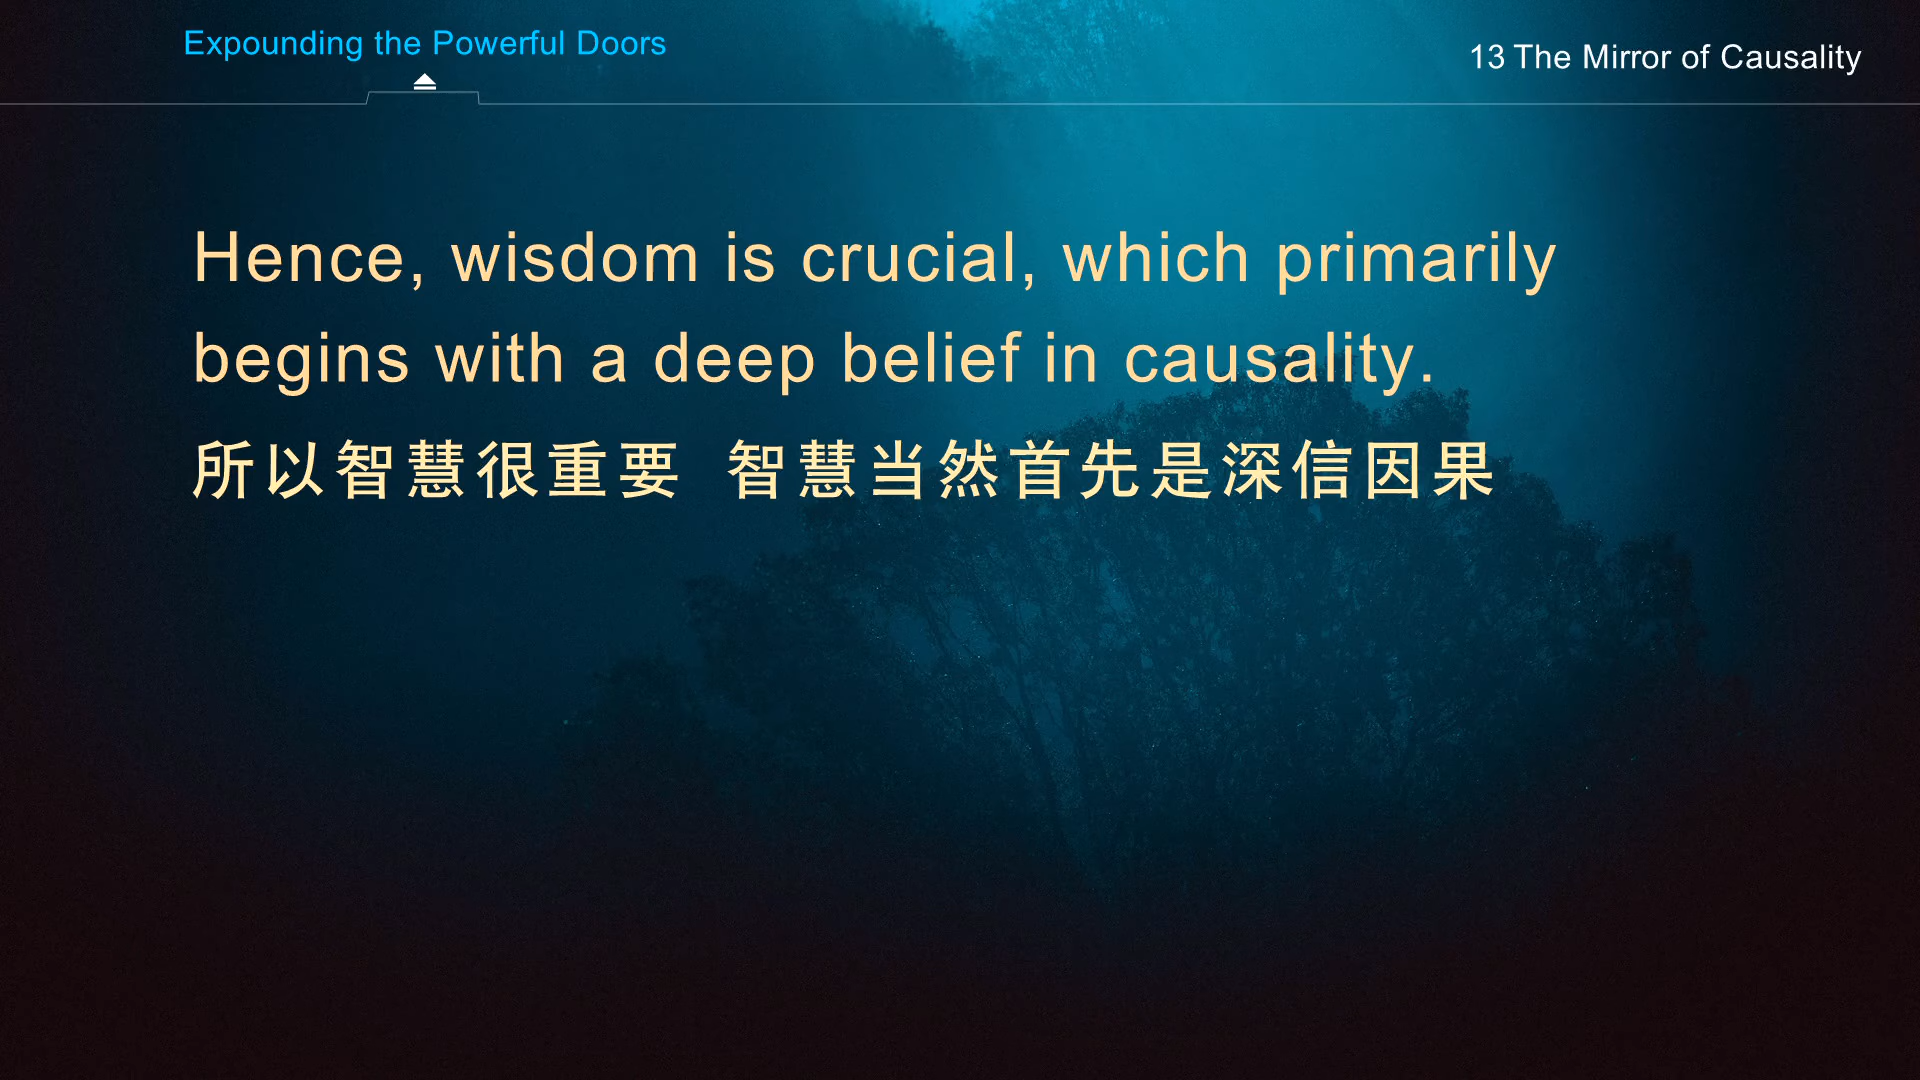 Expounding the Powerful Doors
13 The Mirror of Causality
Hence, wisdom is crucial, which primarily
begins with a deep belief in causality.
所以智慧很重要 智慧当然首先是深信因果